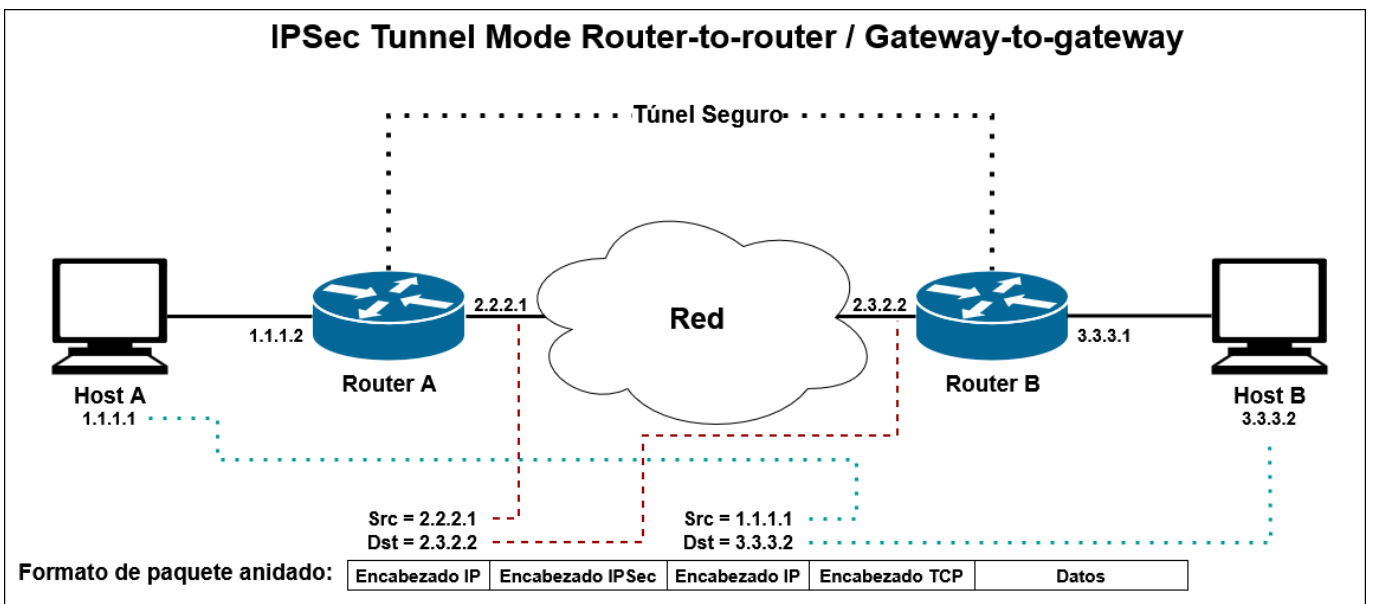 IPSec Tunnel Mode Router-to-router / Gateway-to-gateway
Túnel Seguro
2.2.2.1
2.3.2.2
Red
1.1.1.2
3.3.3.1
Router A
Router B
Host A
1.1.1.1
Host B
3.3.3.2
Src = 2.2.2.1
Dst = 2.3.2.2
Src = 1.1.1.1
Dst = 3.3.3.2
Formato de paquete anidado: Encabezado IP Encabezado IPSec Encabezado IP Encabezado TCP Datos